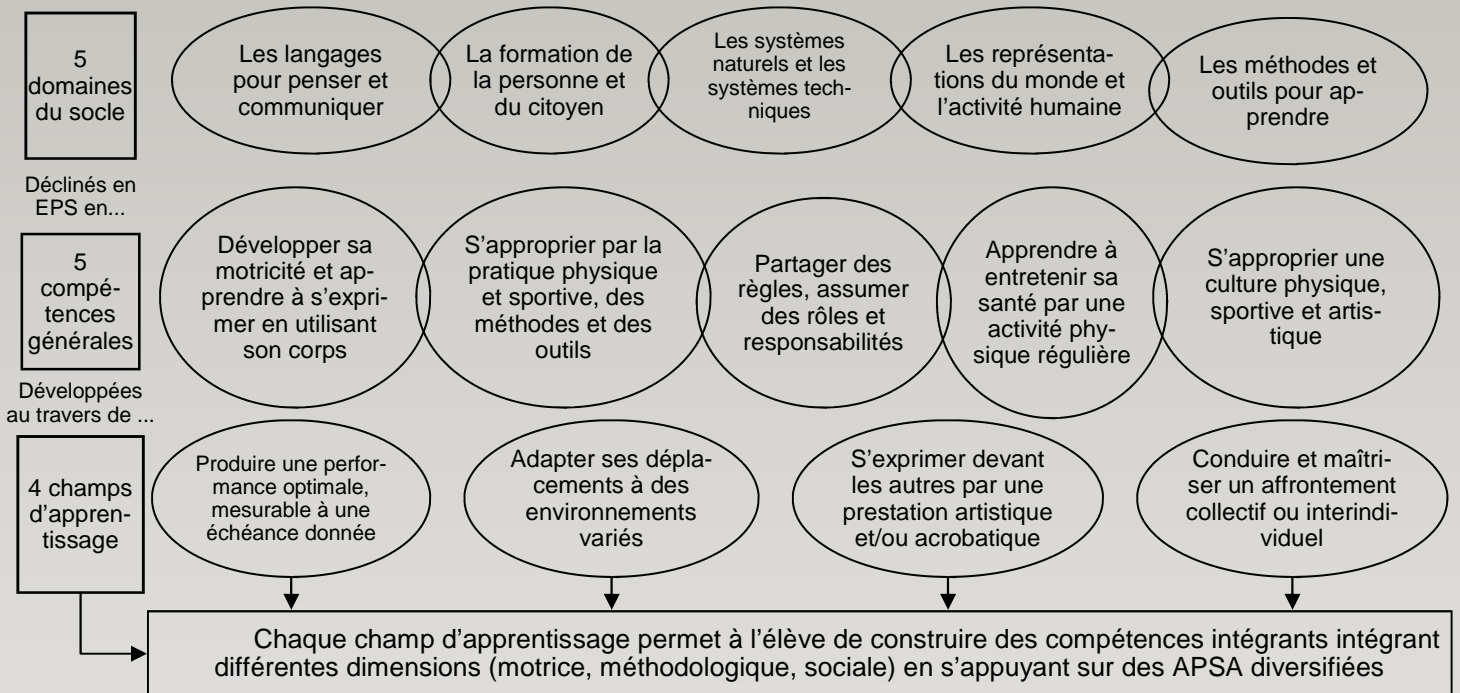 5
domaines
du socle
Les langages
pour penser et
communiquer
La formation de
la personne et
du citoyen
Les systèmes
naturels et les
systèmes tech-
niques
Les représenta-
tions du monde et
l’activité humaine
Les méthodes et
outils pour ap-
prendre
Déclinés en
EPS en...
5
compé-
tences
générales
Développer sa
motricité et ap-
prendre à s’expri-
mer en utilisant
son corps
S’approprier par la
pratique physique
et sportive, des
méthodes et des
outils
Partager des
règles, assumer
des rôles et
responsabilités
Apprendre à
entretenir sa
santé par une
activité phy-
sique régulière
S’approprier une
culture physique,
sportive et artis-
tique
Développées
au travers de ...
4 champs
d’appren-
tissage
Produire une perfor-
mance optimale,
mesurable à une
échéance donnée
Adapter ses dépla-
cements à des
environnements
variés
S’exprimer devant
les autres par une
prestation artistique
et/ou acrobatique
Conduire et maîtri-
ser un affrontement
collectif ou interindi-
viduel
Chaque champ d’apprentissage permet à l’élève de construire des compétences intégrants intégrant
différentes dimensions (motrice, méthodologique, sociale) en s’appuyant sur des APSA diversifiées